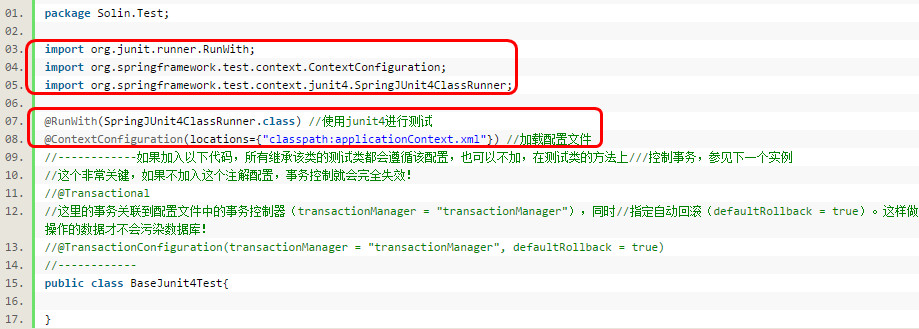 01. package Solin.Test;
02.
03. import org.junit.runner.RunWith;
04. import org.springframework.test.context.ContextConfiguration;
05. import org.springframework.test.context.junit4.SpringJUnit4ClassRunner;
06.
07. @RunWith(SpringJUnit4ClassRunner.class) //使用junit4进行测试
08. @ContextConfiguration(locations={"classpath:applicationContext.xml"}) //加载配置文件
09. //------------如果加入以下代码，所有继承该类的测试类都会遵循该配置，也可以不加，在测试类的方法上///控制事务，参见下一个实例
10. //这个非常关键，如果不加入这个注解配置，事务控制就会完全失效！
11. //@Transactional
12. //这里的事务关联到配置文件中的事务控制器（transactionManager = "transactionManager"），同时//指定自动回滚（defaultRollback = true）。这样做
操作的数据才不会污染数据库！
13. //@TransactionConfiguration(transactionManager = "transactionManager", defaultRollback = true)
14. //------------
15. public class BaseJunit4Test{
16.
17. }